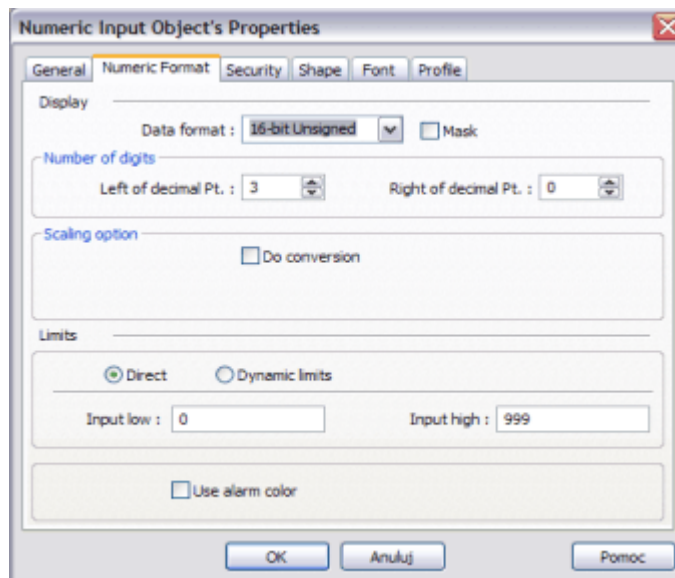 Numeric Input Object's Properties
General Numeric Format Security Shape Font Profile
Display
Data format : 16-bit Unsigned Mask
Number of digits
Left of decimal Pt. : 3 Right of decimal Pt. : 0
Scaling option
Do conversion
Limits
Direct Dynamic limits
Input low : 0 Input high : 999
Use alarm color
OK Anuluj Pomoc